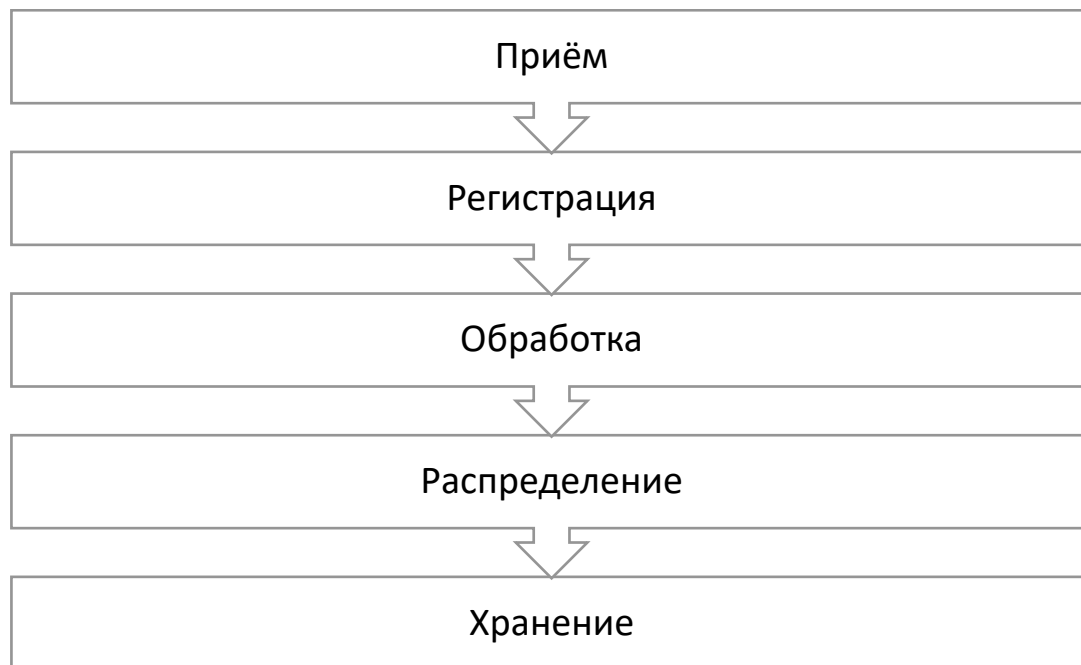 Приём
Регистрация
Обработка
Распределение
Хранение